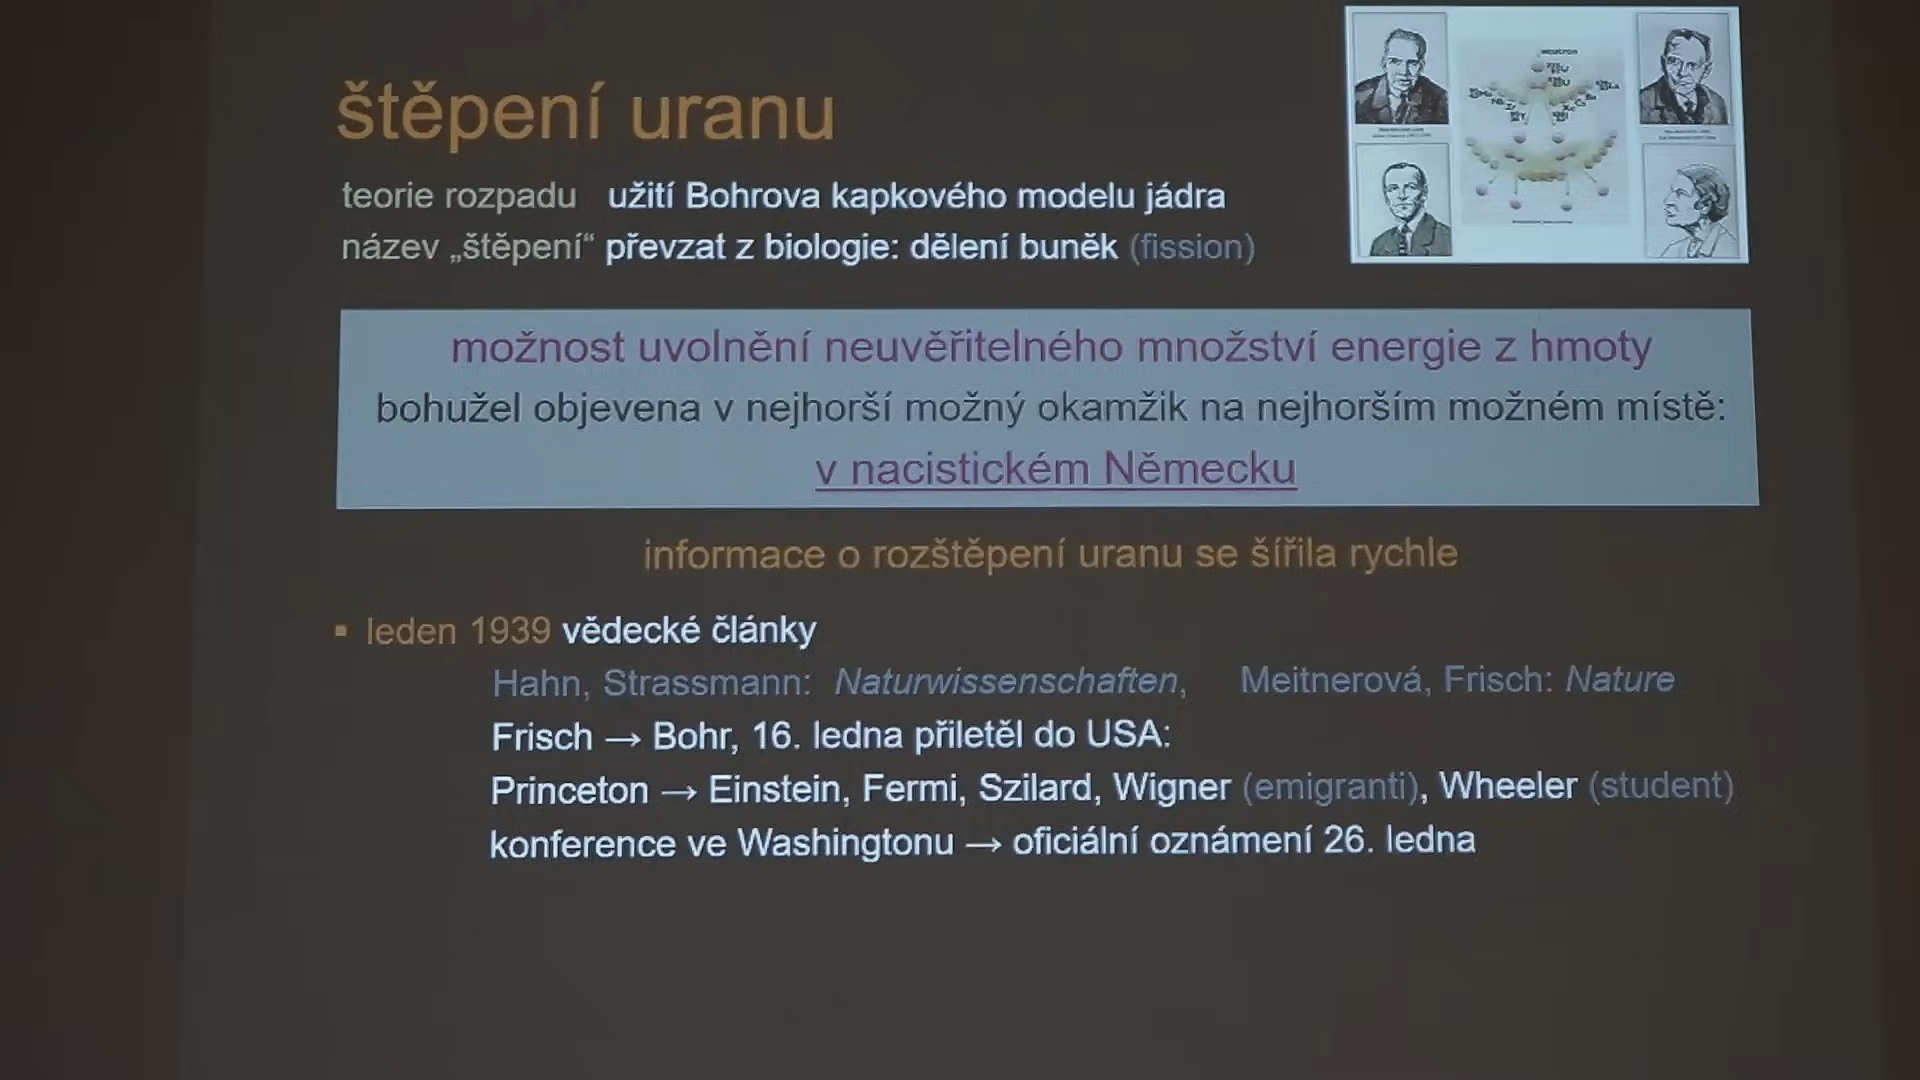 štěpení uranu
teorie rozpadu užití Bohrova kapkového modelu jádra
název „štěpení“ převzat z biologie: dělení buněk (fission)
možnost uvolnění neuvěřitelného množství energie z hmoty
bohužel objevena v nejhorší možný okamžik na nejhorším možném místě:
v nacistickém Německu
informace o rozštěpení uranu se šířila rychle
▪ leden 1939 vědecké články
Hahn, Strassmann: Naturwissenschaften, Meitnerová, Frisch: Nature
Frisch → Bohr, 16. ledna přiletěl do USA:
Princeton → Einstein, Fermi, Szilard, Wigner (emigranti), Wheeler (student)
konference ve Washingtonu → oficiální oznámení 26. ledna
neutron